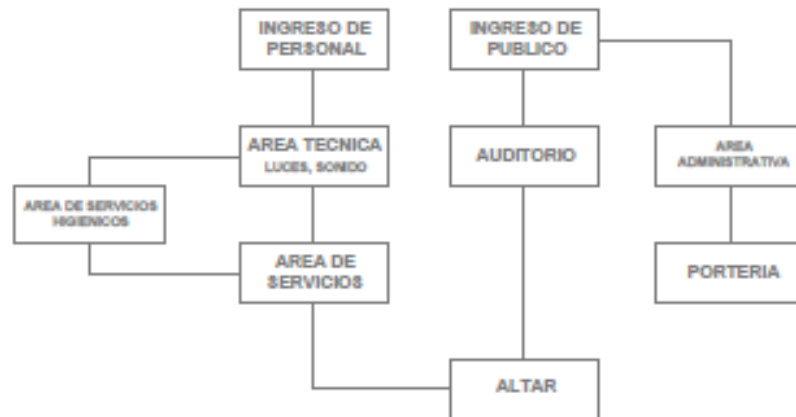 INGRESO DE
PERSONAL
INGRESO DE
PUBLICO
AREA TECNICA
LUCES, SONIDO
AUDITORIO
AREA
ADMINISTRATIVA
AREA DE SERVICIOS
HIGIENICOS
AREA DE
SERVICIOS
PORTERIA
ALTAR